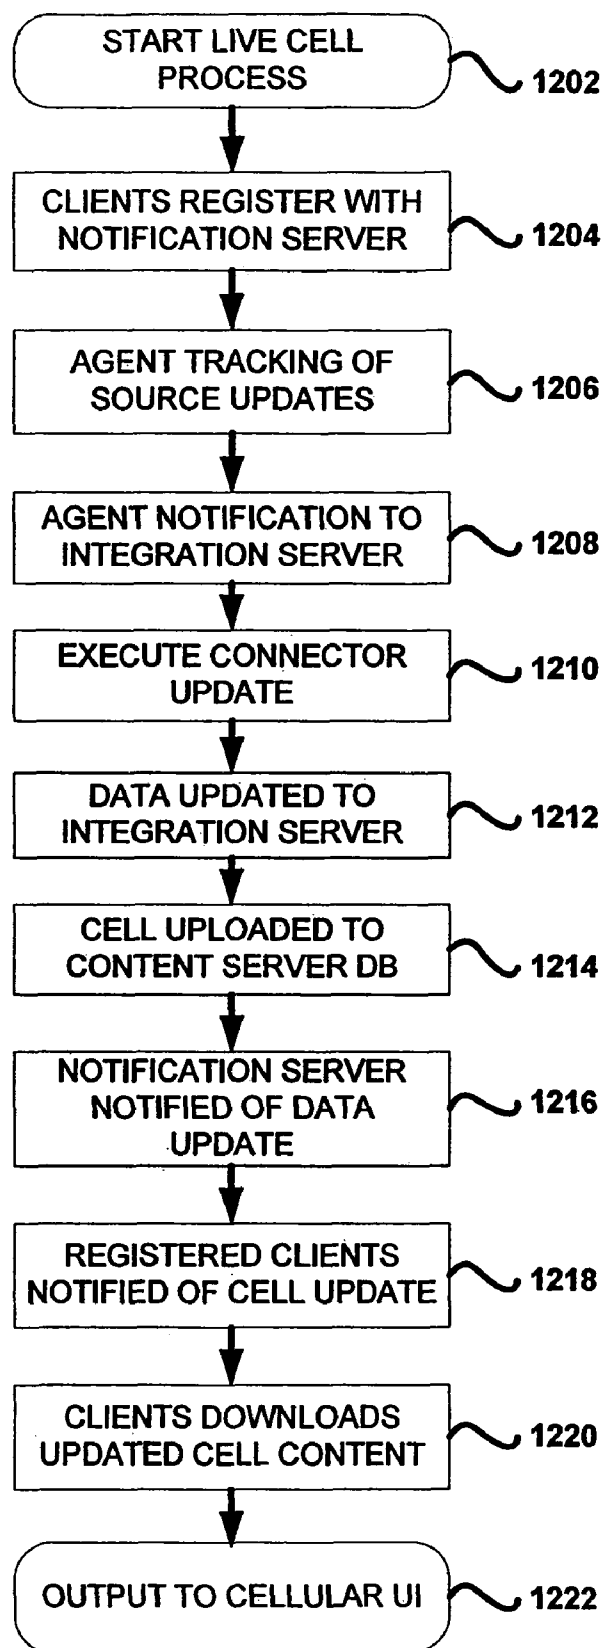 START LIVE CELL
PROCESS
1202
CLIENTS REGISTER WITH
NOTIFICATION SERVER
1204
AGENT TRACKING OF
SOURCE UPDATES
1206
AGENT NOTIFICATION TO
INTEGRATION SERVER
1208
EXECUTE CONNECTOR
UPDATE
1210
DATA UPDATED TO
INTEGRATION SERVER
1212
CELL UPLOADED TO
CONTENT SERVER DB
1214
NOTIFICATION SERVER
NOTIFIED OF DATA
UPDATE
1216
REGISTERED CLIENTS
NOTIFIED OF CELL UPDATE
1218
CLIENTS DOWNLOADS
UPDATED CELL CONTENT
1220
OUTPUT TO CELLULAR UI
1222